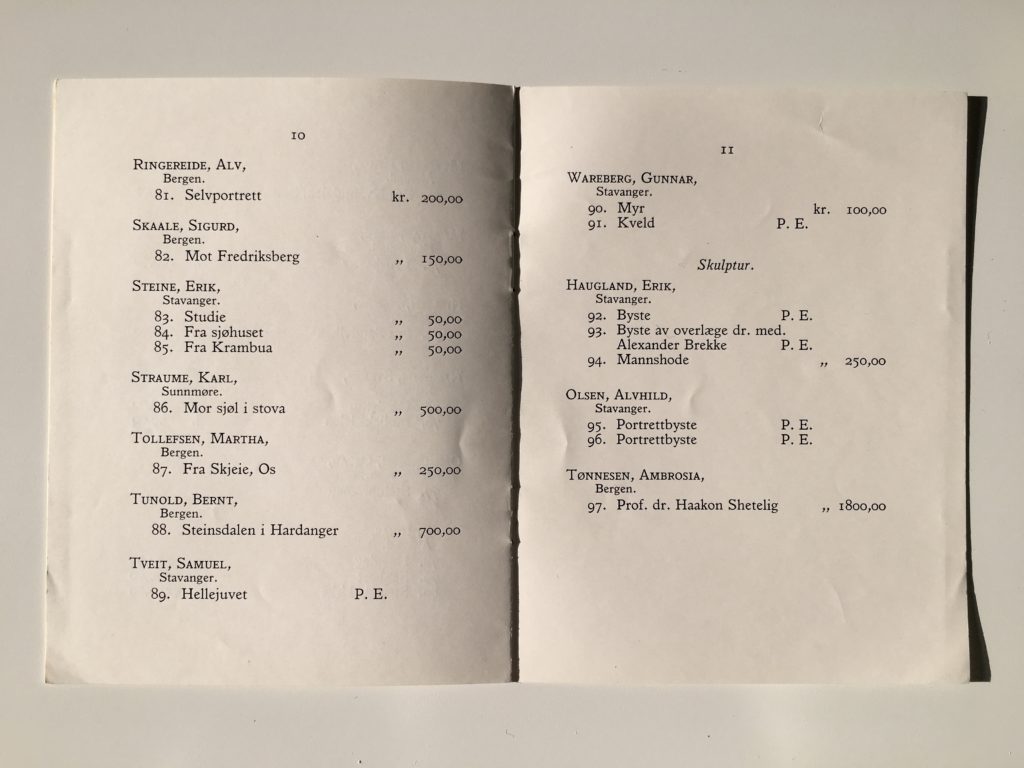 10
RINGEREIDE, ALV,
Bergen.
81. Selvportrett kr. 200,00
SKAALE, SIGURD,
Bergen.
82. Mot Fredriksberg „ 150,00
STEINE, ERIK,
Stavanger.
83. Studie „ 50,00
84. Fra sjøhuset „ 50,00
85. Fra Krambua „ 50,00
STRAUME, KARL,
Sunnmøre.
86. Mor sjøl i stova „ 500,00
TOLLEFSEN, MARTHA,
Bergen.
87. Fra Skjeie, Os „ 250,00
TUNOLD, BERNT,
Bergen.
88. Steinsdalen i Hardanger „ 700,00
TVEIT, SAMUEL,
Stavanger.
89. Hellejuvet P. E.
11
WAREBERG, GUNNAR,
Stavanger.
90. Myr kr. 100,00
91. Kveld P. E.
Skulptur.
HAUGLAND, ERIK,
Stavanger.
92. Byste P. E.
93. Byste av overlæge dr. med.
Alexander Brekke P. E.
94. Mannshode „ 250,00
OLSEN, ALVHILD,
Stavanger.
95. Portrettbyste P. E.
96. Portrettbyste P. E.
TØNNESEN, AMBROSIA,
Bergen.
97. Prof. dr. Haakon Shetelig „ 1800,00